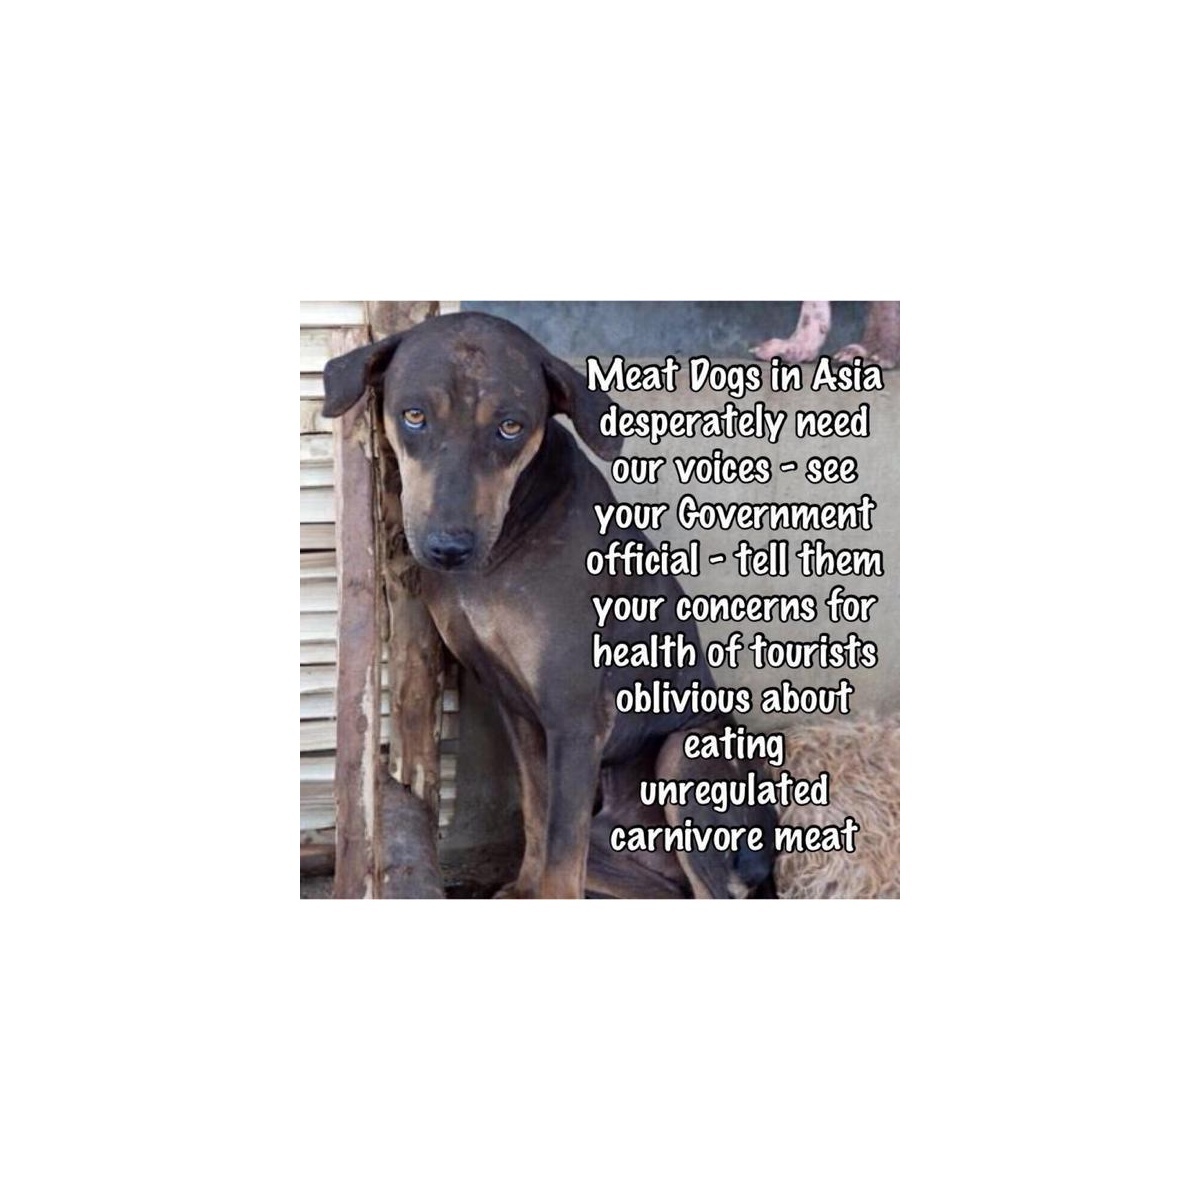 Meat Dogs in Asia
desperately need
our voices - see
your Government
official - tell them
your concerns for
health of tourists
oblivious about
eating
unregulated
carnivore meat